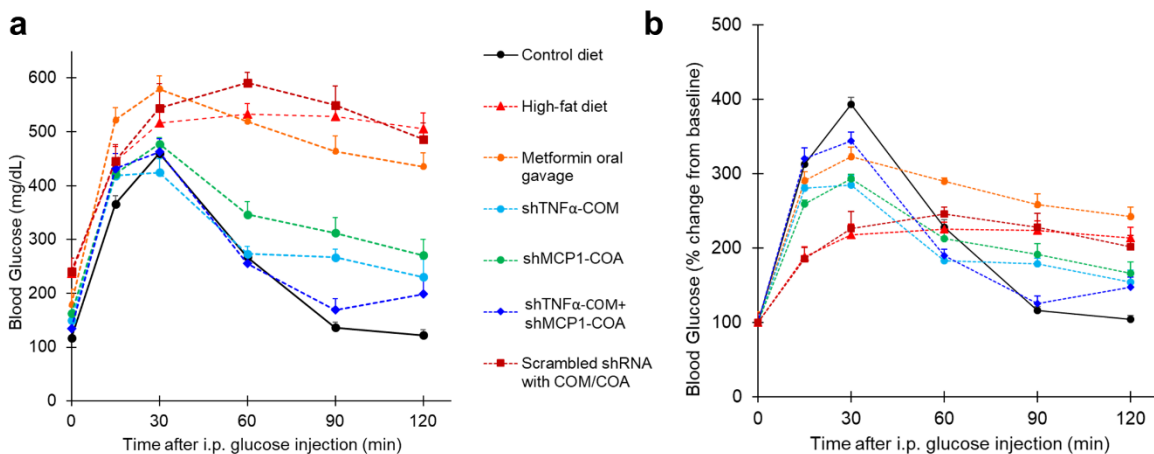 a
Blood Glucose (mg/dL)
600
500
400
300
200
100
0
0
30
60
90
120
Time after i.p. glucose injection (min)
Control diet
High-fat diet
Metformin oral
gavage
shTNFα-COM
shMCP1-COA
shTNFα-COM+
shMCP1-COA
Scrambled shRNA
with COM/COA
b
Blood Glucose (% change from baseline)
500
400
300
200
100
0
0
30
60
90
120
Time after i.p. glucose injection (min)